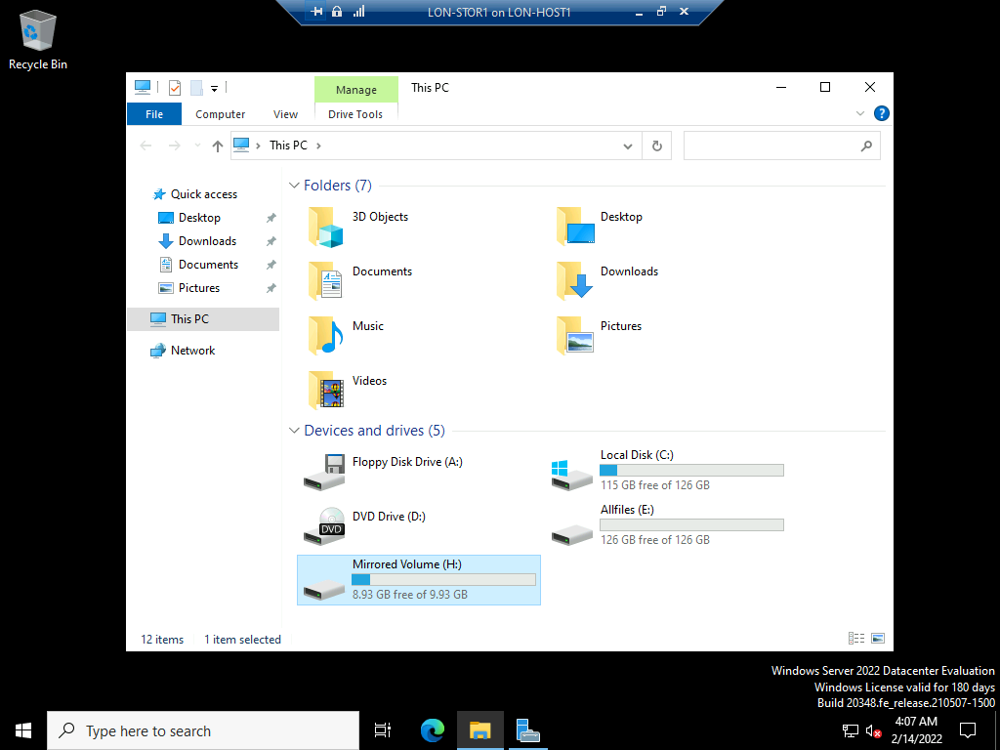 LON-STOR1 on LON-HOST1
Recycle Bin
Manage
This PC
File
Computer
View
Drive Tools
This PC
Quick access
Desktop
Downloads
Documents
Pictures
This PC
Network
Folders (7)
3D Objects
Desktop
Documents
Downloads
Music
Pictures
Videos
Devices and drives (5)
Floppy Disk Drive (A:)
Local Disk (C:)
115 GB free of 126 GB
DVD
DVD Drive (D:)
Allfiles (E:)
126 GB free of 126 GB
Mirrored Volume (H:)
8.93 GB free of 9.93 GB
12 items
1 item selected
Windows Server 2022 Datacenter Evaluation
Windows License valid for 180 days
Build 20348.fe_release.210507-1500
Type here to search
4:07 AM
2/14/2022